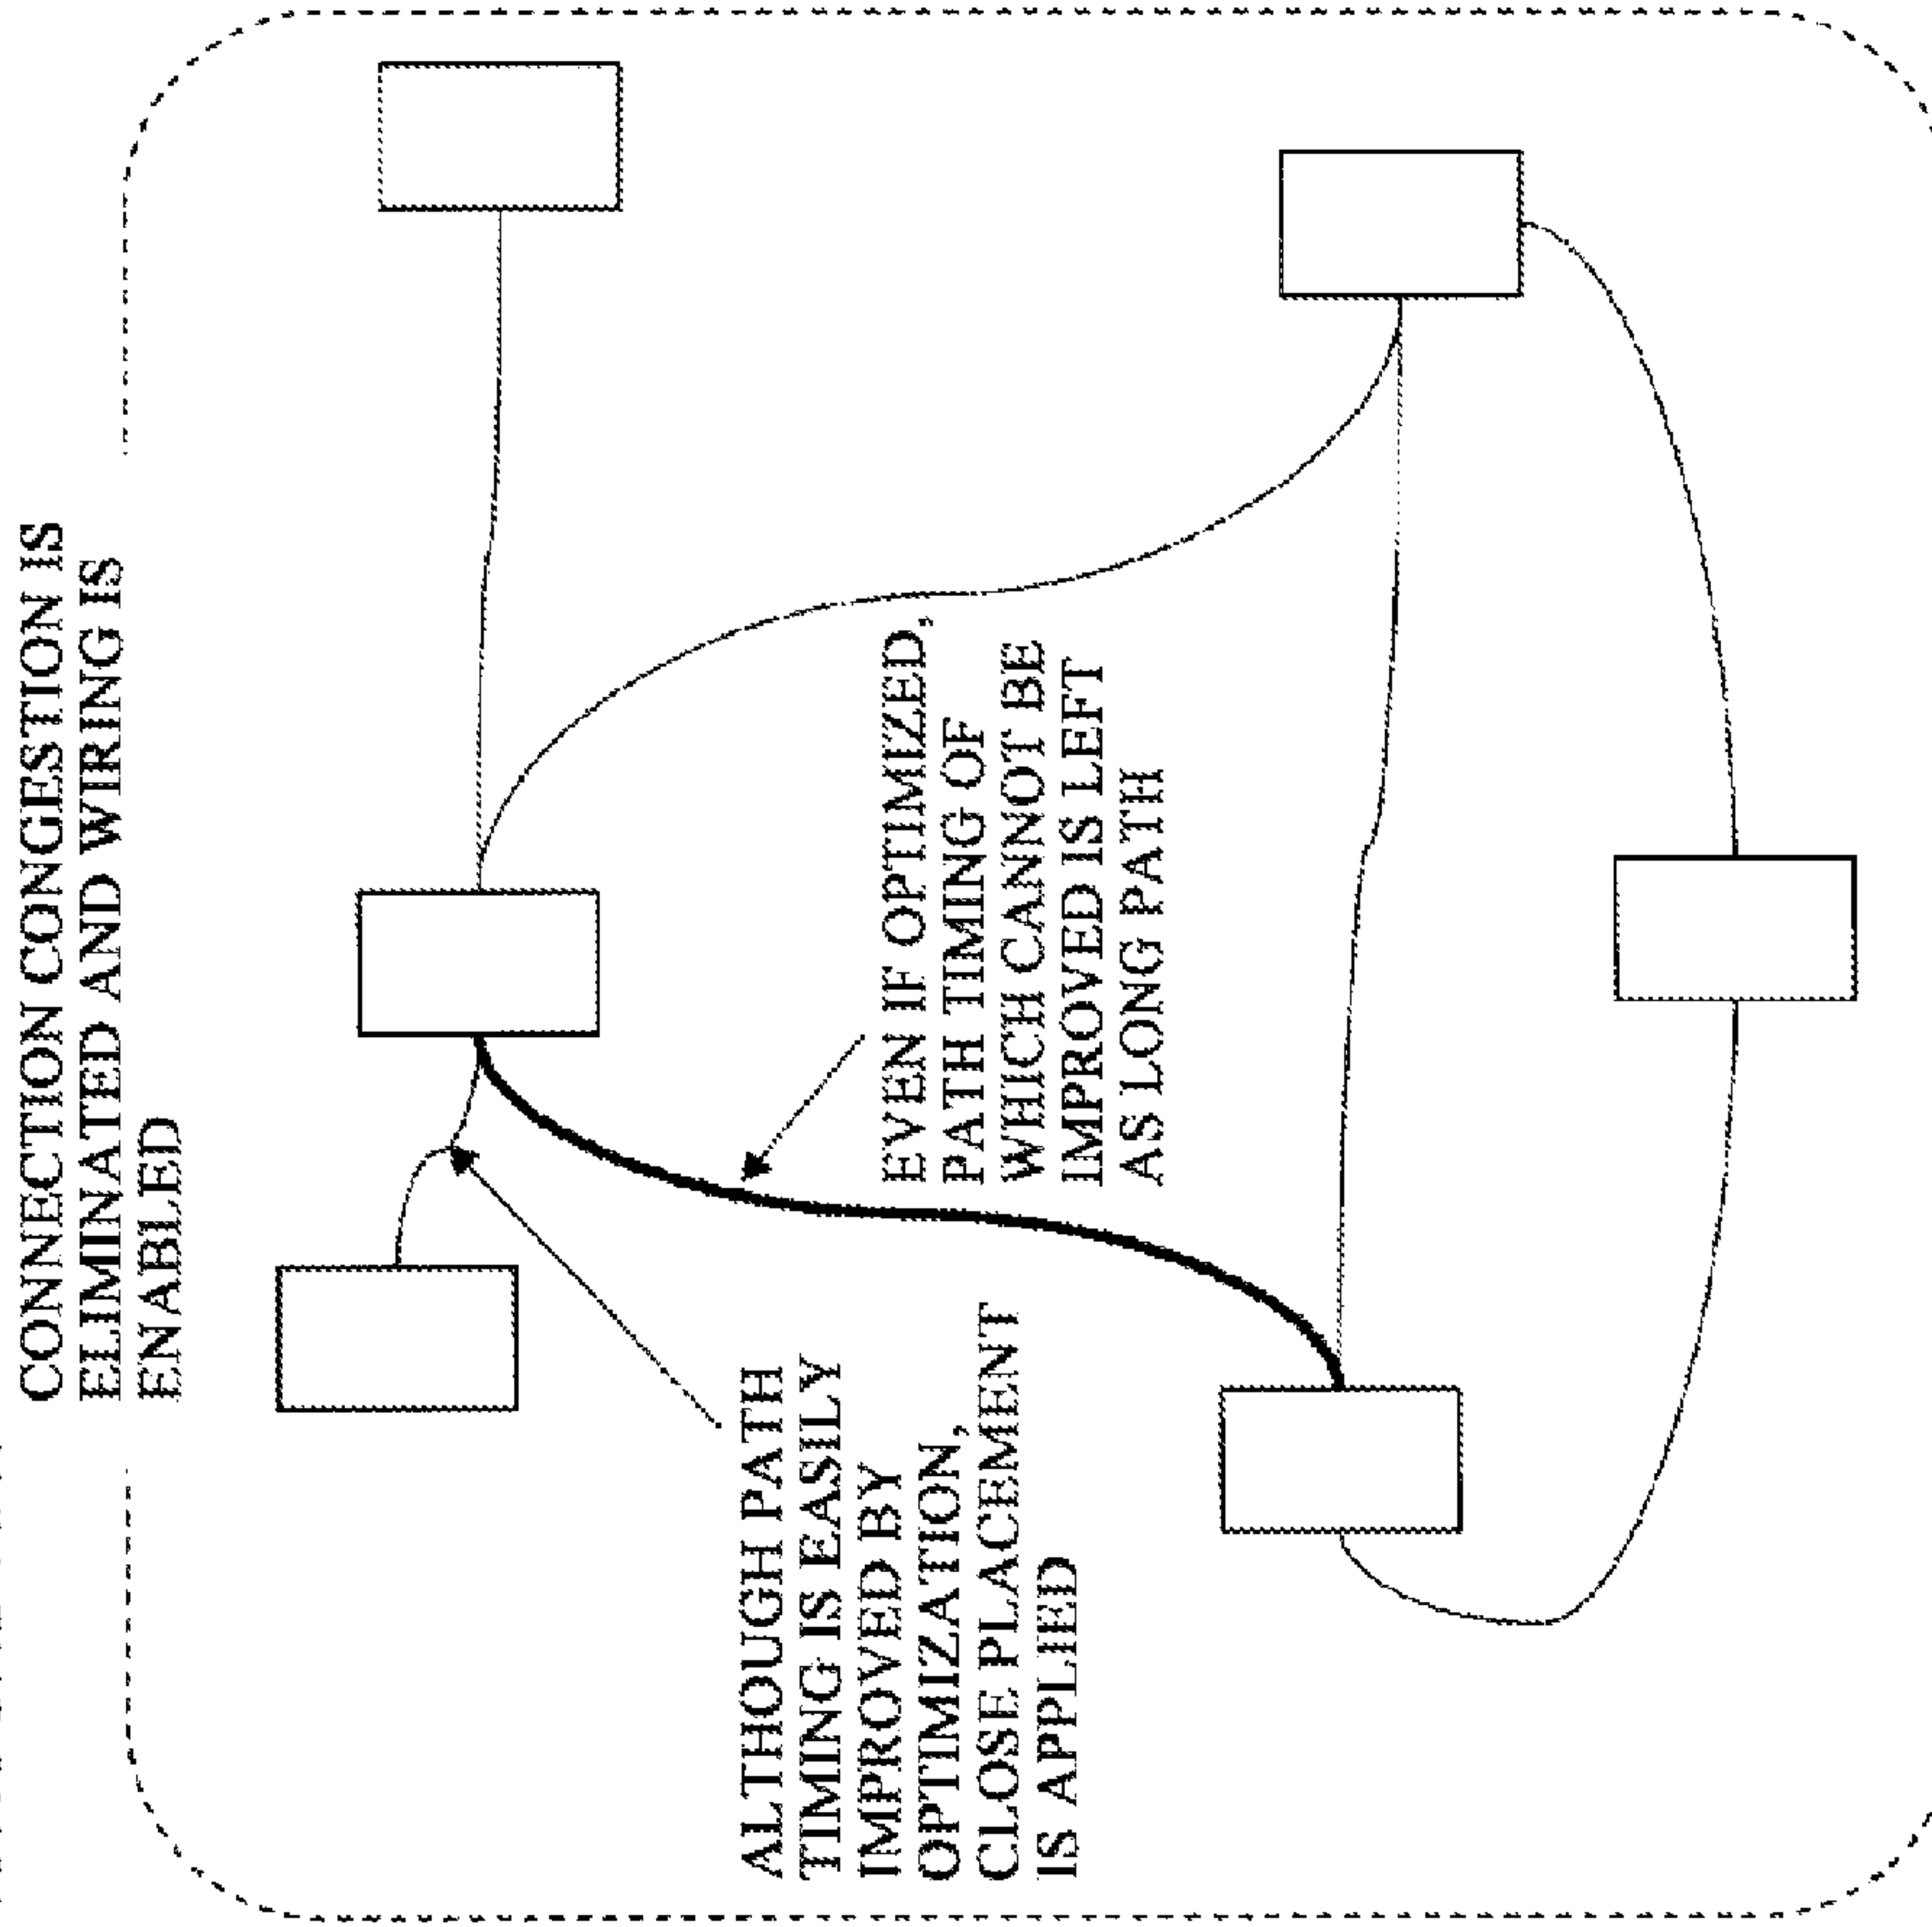 CONNECTION CONGESTION IS
ELIMINATED AND WIRING IS
ENABLED
ALTHOUGH PATH
TIMING IS EASILY
IMPROVED BY
OPTIMIZATION,
CLOSE PLACEMENT
IS APPLIED
EVEN IF OPTIMIZED,
PATH TIMING OF
WHICH CANNOT BE
IMPROVED IS LEFT
AS LONG PATH